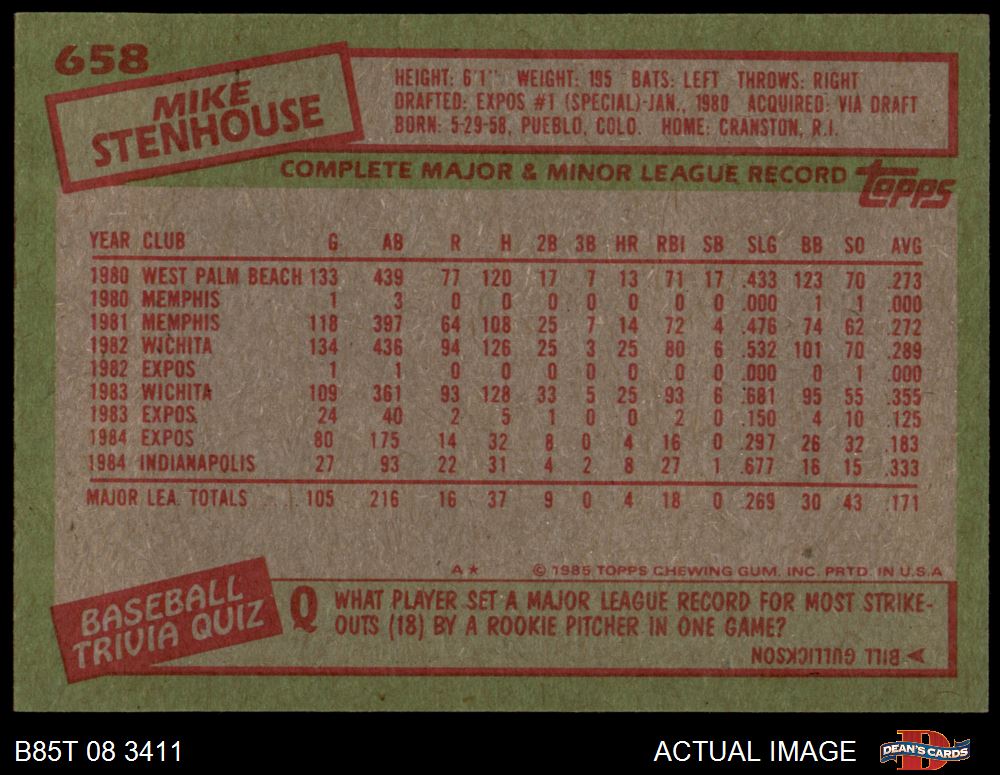 658
MIKE
STENHOUSE
HEIGHT: 6'1" WEIGHT: 195 BATS: LEFT THROWS: RIGHT
DRAFTED: EXPOS #1 (SPECIAL)-JAN., 1980 ACQUIRED: VIA DRAFT
BORN: 5-29-58, PUEBLO, COLO. HOME: CRANSTON, R.I.
COMPLETE MAJOR & MINOR LEAGUE RECORD topps
YEAR CLUB G AB R H 2B 3B HR RBI SB SLG BB SO AVG
1980 WEST PALM BEACH 133 439 77 120 17 7 13 71 17 .433 123 70 .273
1980 MEMPHIS 1 3 0 0 0 0 0 0 0 .000 1 1 .000
1981 MEMPHIS 118 397 64 108 25 7 14 72 4 .476 74 62 .272
1982 WICHITA 134 436 94 126 25 3 25 80 6 .532 101 70 .289
1982 EXPOS 1 1 0 0 0 0 0 0 0 .000 0 1 .000
1983 WICHITA 109 361 93 128 33 5 25 93 6 .681 95 55 .355
1983 EXPOS 24 40 2 5 1 0 0 2 0 .150 4 10 .125
1984 EXPOS 80 175 14 32 8 0 4 16 0 .297 26 32 .183
1984 INDIANAPOLIS 27 93 22 31 4 2 8 27 1 .677 16 15 .333
MAJOR LEA. TOTALS ..... 105 216 16 37 9 0 4 18 0 .269 30 43 .171
A★ © 1985 TOPPS CHEWING GUM, INC. PRTD. IN U.S.A
BASEBALL
TRIVIA QUIZ
Q WHAT PLAYER SET A MAJOR LEAGUE RECORD FOR MOST STRIKE-
OUTS (18) BY A ROOKIE PITCHER IN ONE GAME?
BILL GULLICKSON
B85T 08 3411 ACTUAL IMAGE D DEAN'S CARDS